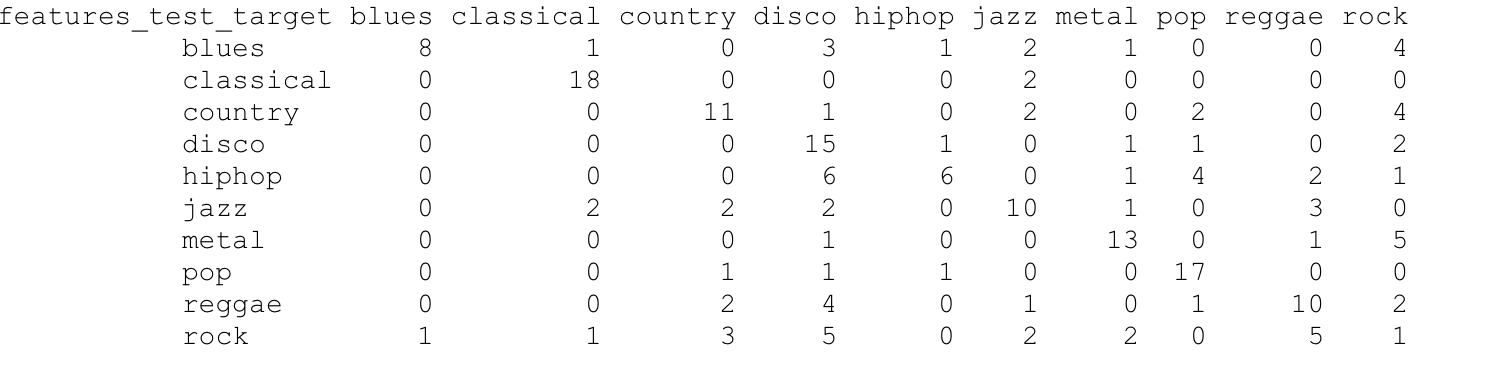 features_test_target blues classical country disco hiphop jazz metal pop reggae rock
blues 8 1 0 3 1 2 1 0 0 4
classical 0 18 0 0 0 2 0 0 0 0
country 0 0 11 1 0 2 0 2 0 4
disco 0 0 0 15 1 0 1 1 0 2
hiphop 0 0 0 6 6 0 1 4 2 1
jazz 0 2 2 2 0 10 1 0 3 0
metal 0 0 0 1 0 0 13 0 1 5
pop 0 0 1 1 1 0 0 17 0 0
reggae 0 0 2 4 0 1 0 1 10 2
rock 1 1 3 5 0 2 2 0 5 1